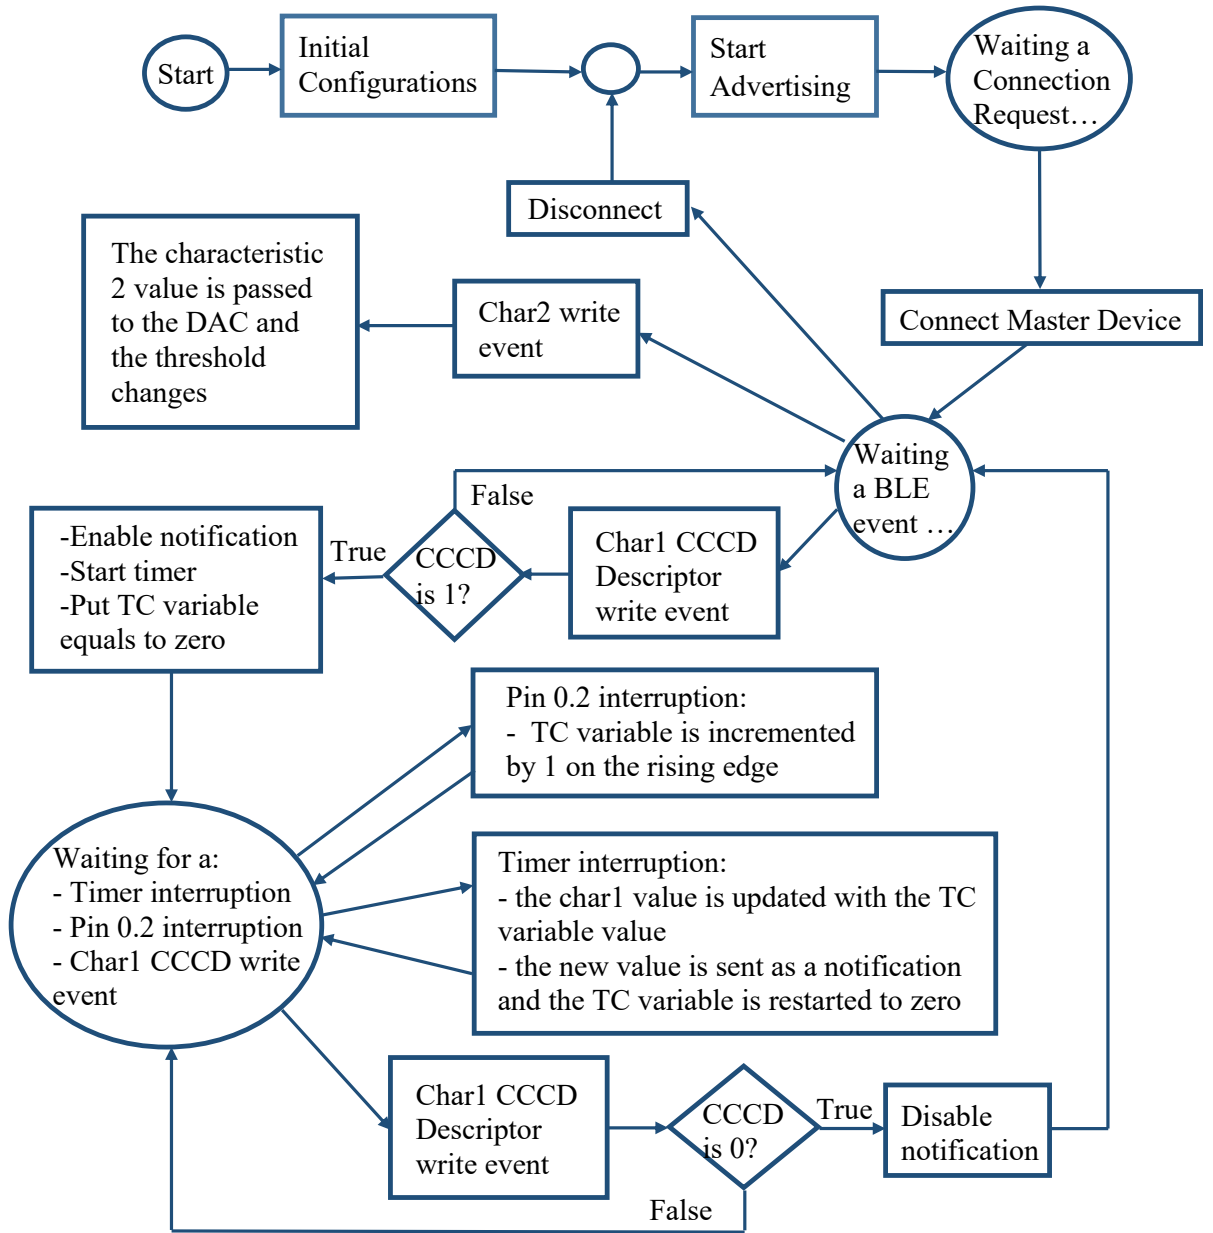 Start
Initial
Configurations
Start
Advertising
Waiting a
Connection
Request…
Disconnect
The characteristic
2 value is passed
to the DAC and
the threshold
changes
Char2 write
event
Connect Master Device
Waiting
a BLE
event …
False
-Enable notification
-Start timer
-Put TC variable
equals to zero
True
CCCD
is 1?
Char1 CCCD
Descriptor
write event
Pin 0.2 interruption:
- TC variable is incremented
by 1 on the rising edge
Waiting for a:
- Timer interruption
- Pin 0.2 interruption
- Char1 CCCD write
event
Timer interruption:
- the char1 value is updated with the TC
variable value
- the new value is sent as a notification
and the TC variable is restarted to zero
Char1 CCCD
Descriptor
write event
CCCD
is 0?
True
Disable
notification
False